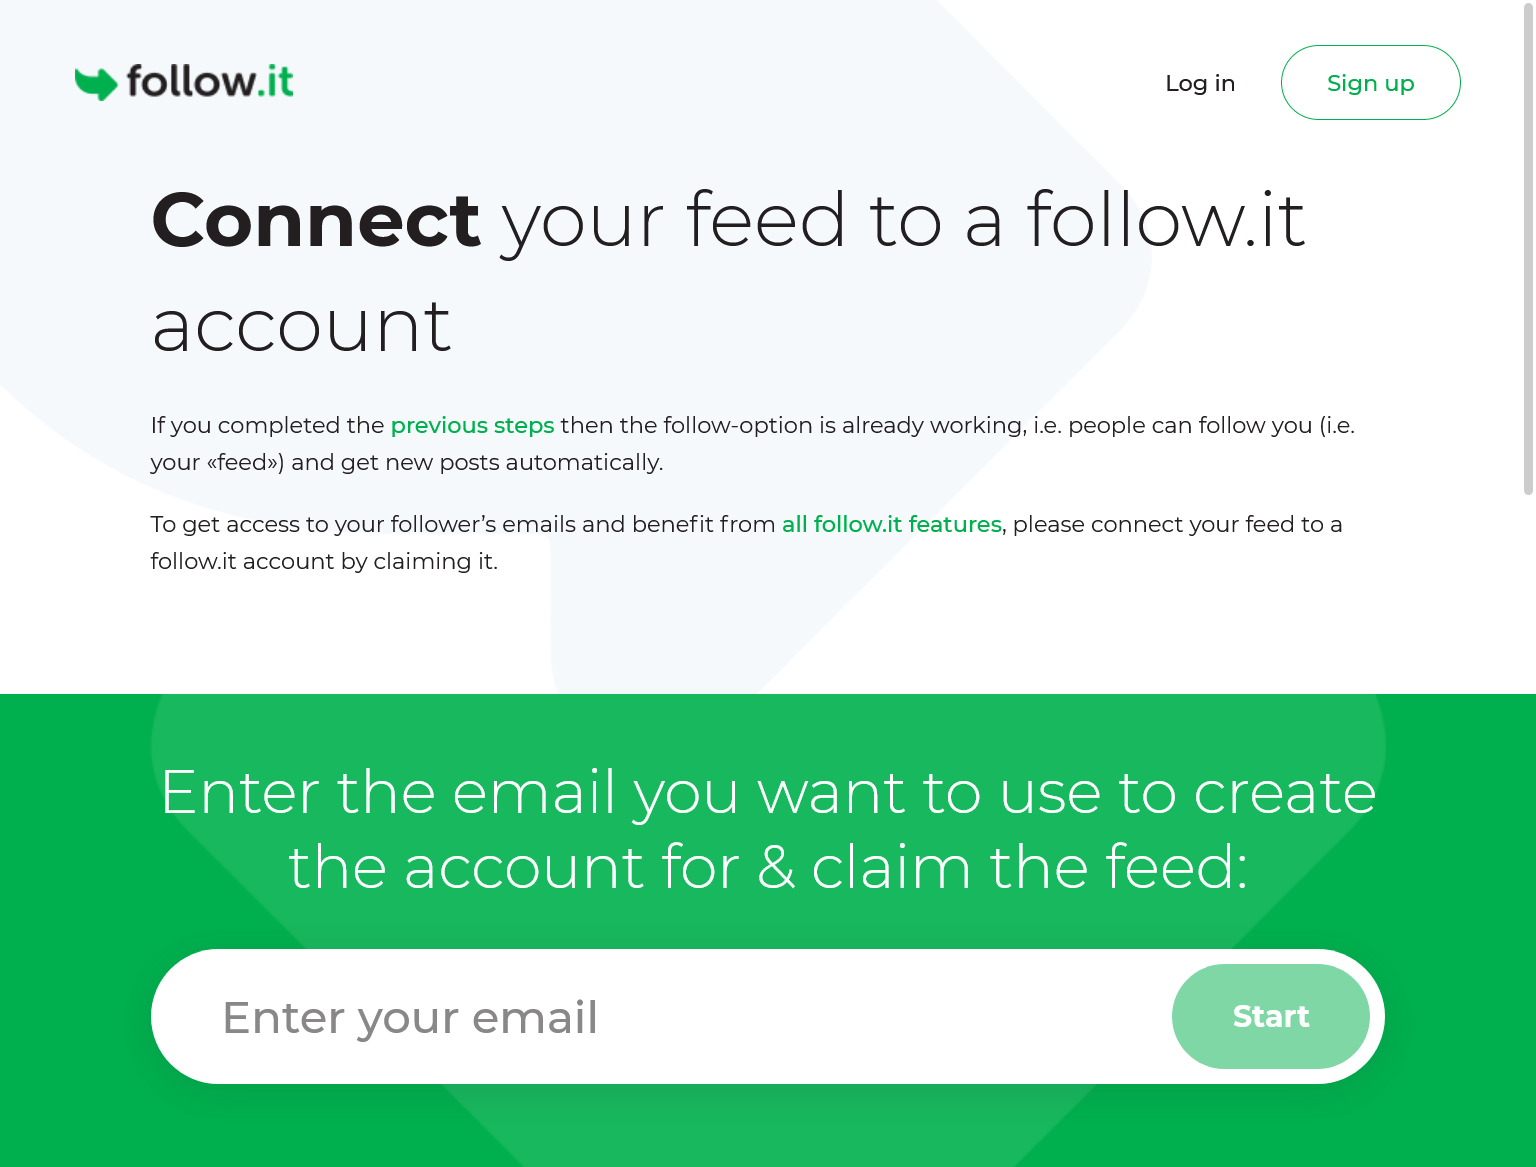 follow.it
Log in
Sign up
Connect your feed to a follow.it
account
If you completed the previous steps then the follow-option is already working, i.e. people can follow you (i.e.
your «feed») and get new posts automatically.
To get access to your follower’s emails and benefit from all follow.it features, please connect your feed to a
follow.it account by claiming it.
Enter the email you want to use to create
the account for & claim the feed:
Enter your email
Start